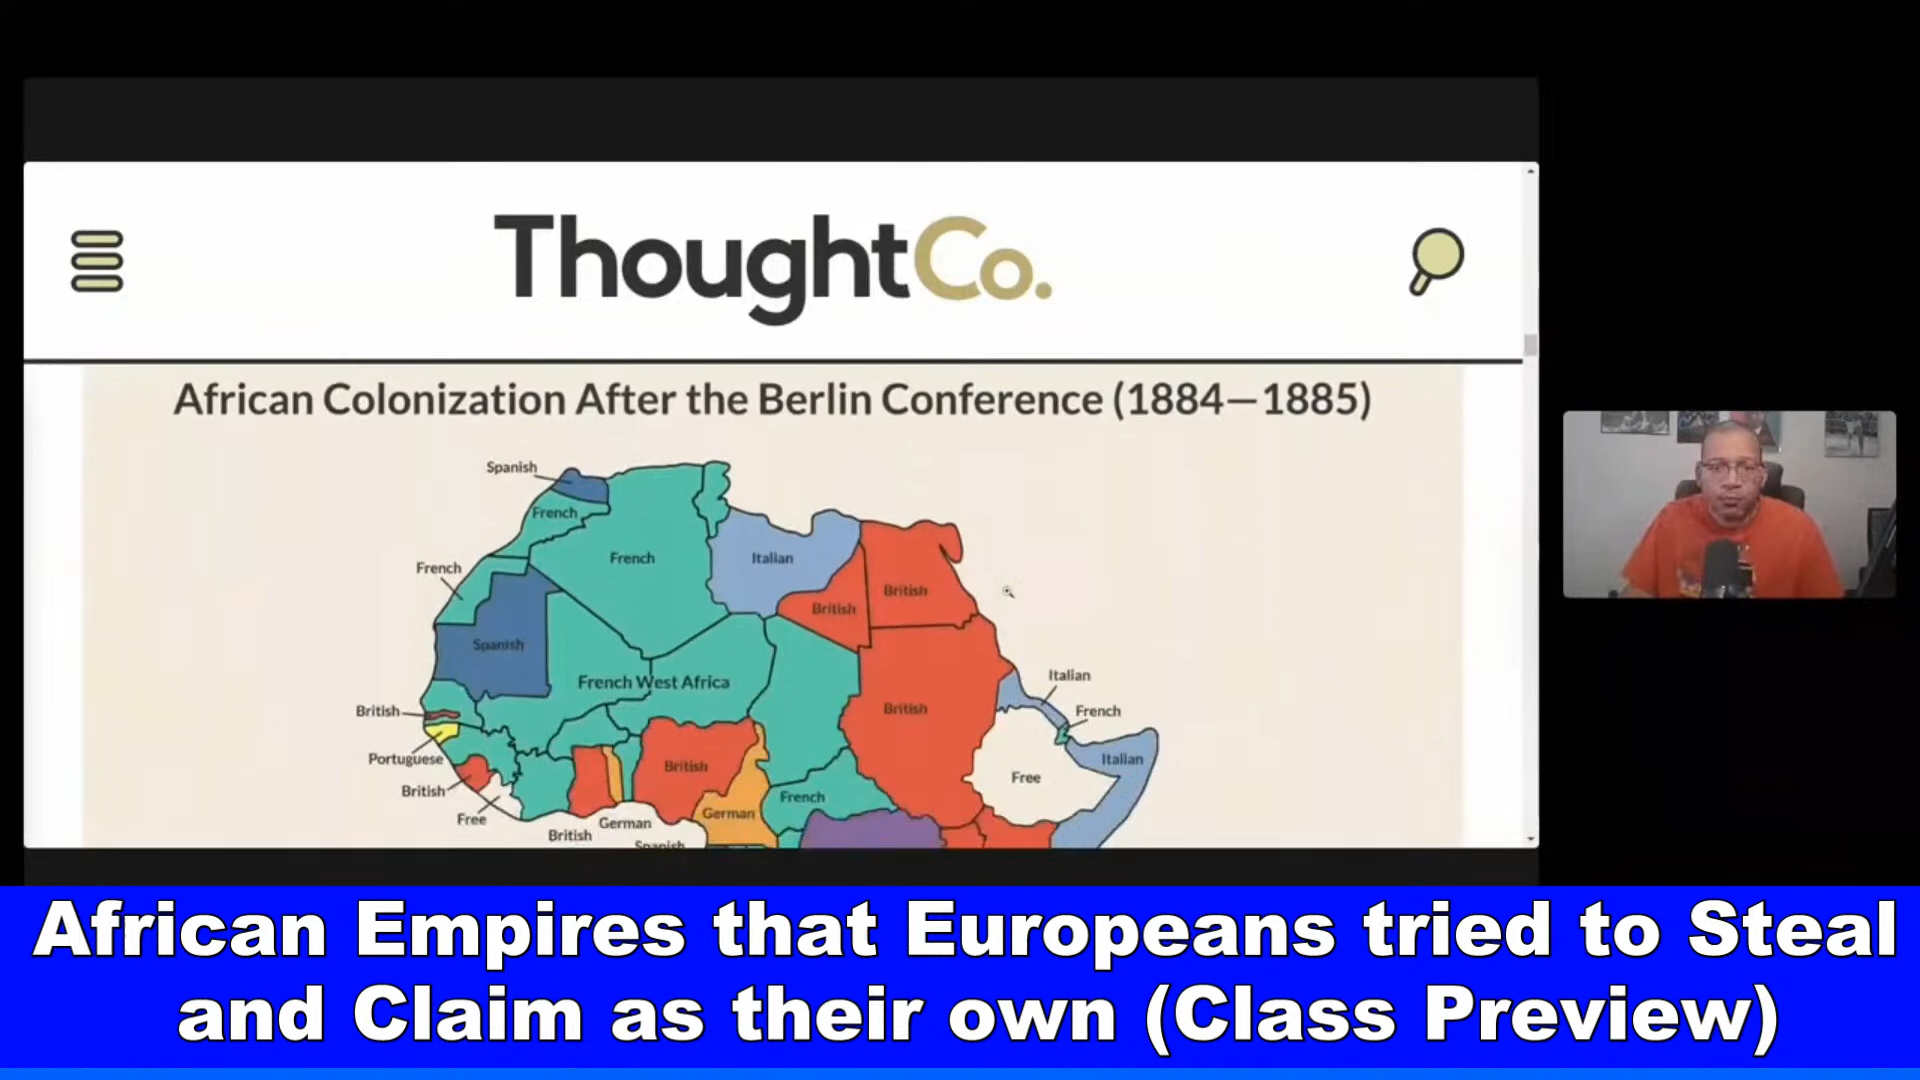 ThoughtCo.
African Colonization After the Berlin Conference (1884—1885)
Spanish
French
French
French
Italian
British
British
Spanish
French West Africa
Italian
British
French
British
Portuguese
British
Italian
British
Free
French
German
Free
German
British
Spanish
African Empires that Europeans tried to Steal
and Claim as their own (Class Preview)